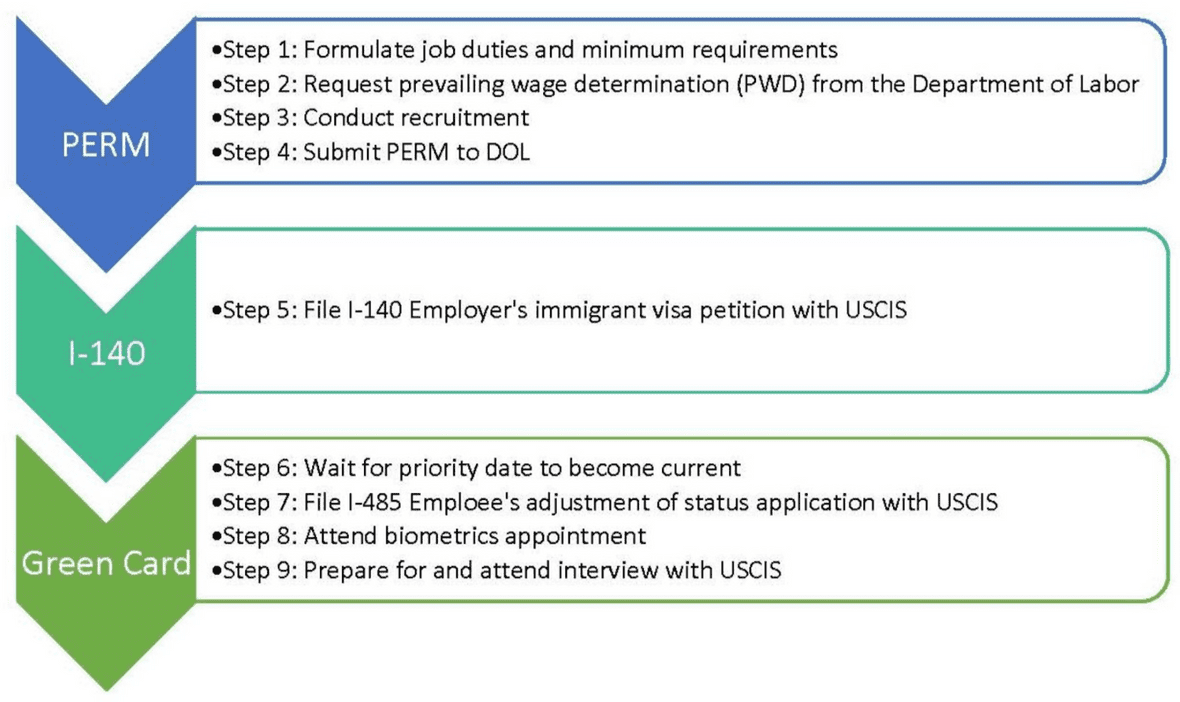 PERM
•Step 1: Formulate job duties and minimum requirements
•Step 2: Request prevailing wage determination (PWD) from the Department of Labor
•Step 3: Conduct recruitment
•Step 4: Submit PERM to DOL
I-140
•Step 5: File I-140 Employer's immigrant visa petition with USCIS
Green Card
•Step 6: Wait for priority date to become current
•Step 7: File I-485 Emploee's adjustment of status application with USCIS
•Step 8: Attend biometrics appointment
•Step 9: Prepare for and attend interview with USCIS